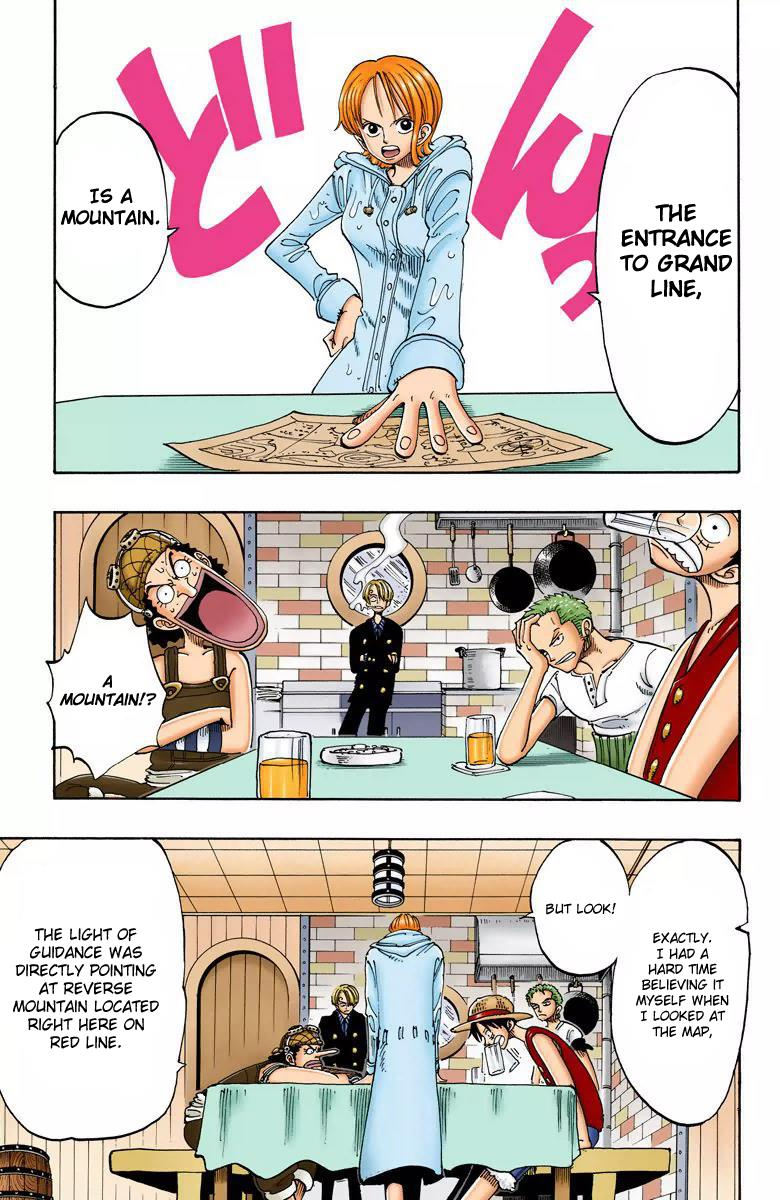 THE
ENTRANCE
TO GRAND
LINE,
IS A
MOUNTAIN.
ドんっ
A
MOUNTAIN!?
EXACTLY.
I HAD A
HARD TIME
BELIEVING IT
MYSELF WHEN
I LOOKED AT
THE MAP,
BUT LOOK!
THE LIGHT OF
GUIDANCE WAS
DIRECTLY POINTING
AT REVERSE
MOUNTAIN LOCATED
RIGHT HERE ON
RED LINE.